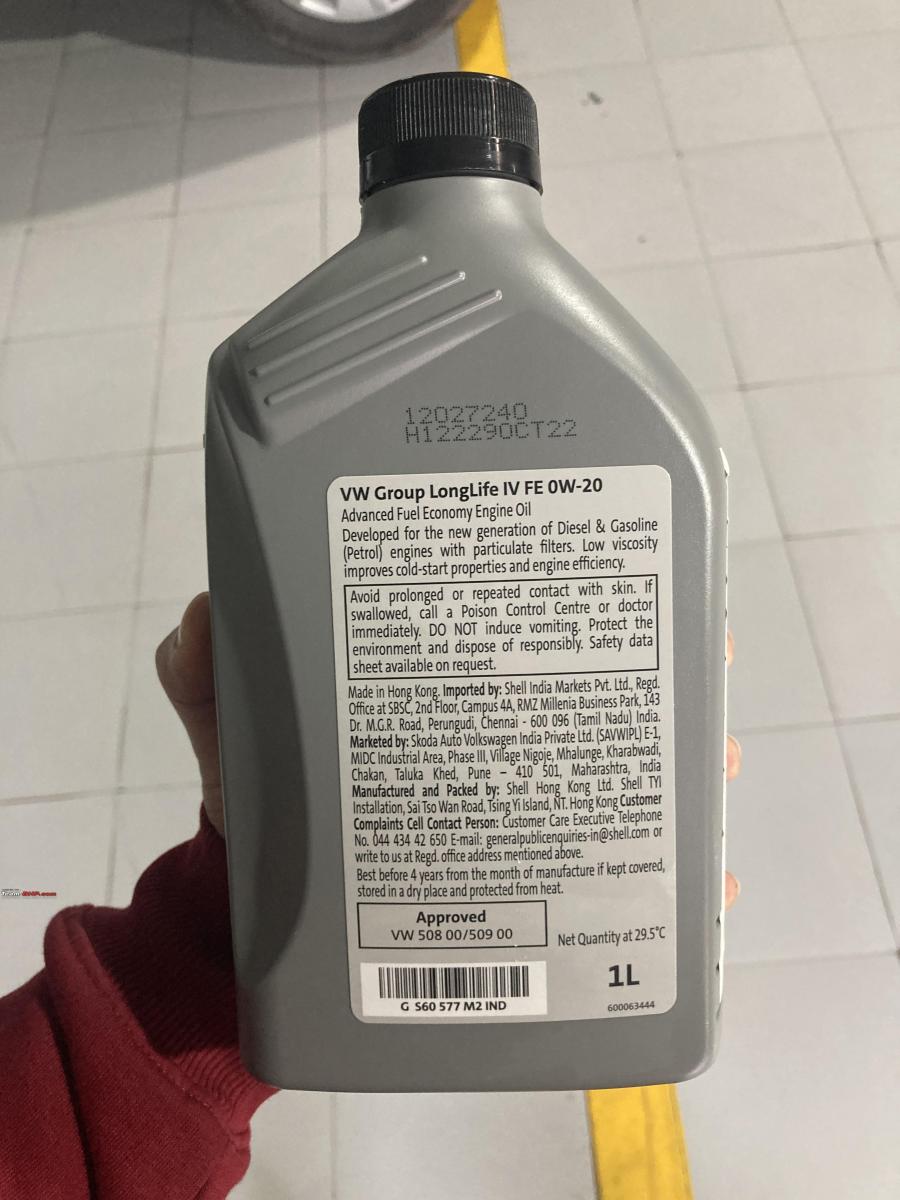 12027240
H12229OCT22
VW Group LongLife IV FE 0W-20
Advanced Fuel Economy Engine Oil
Developed for the new generation of Diesel & Gasoline
(Petrol) engines with particulate filters. Low viscosity
improves cold-start properties and engine efficiency.
Avoid prolonged or repeated contact with skin. If
swallowed, call a Poison Control Centre or doctor
immediately. DO NOT induce vomiting. Protect the
environment and dispose of responsibly. Safety data
sheet available on request.
Made in Hong Kong. Imported by: Shell India Markets Pvt. Ltd., Regd.
Office at SBSC, 2nd Floor, Campus 4A, RMZ Millenia Business Park, 143
Dr. M.G.R. Road, Perungudi, Chennai - 600 096 (Tamil Nadu) India.
Marketed by: Skoda Auto Volkswagen India Private Ltd. (SAVWIPL) E-1,
MIDC Industrial Area, Phase III, Village Nigoje, Mhalunge, Kharabwadi,
Chakan, Taluka Khed, Pune – 410 501, Maharashtra, India
Manufactured and Packed by: Shell Hong Kong Ltd. Shell TYI
Installation, Sai Tso Wan Road, Tsing Yi Island, NT. Hong Kong Customer
Complaints Cell Contact Person: Customer Care Executive Telephone
No. 044 434 42 650 E-mail: generalpublicenquiries-in@shell.com or
write to us at Regd. office address mentioned above.
Best before 4 years from the month of manufacture if kept covered,
stored in a dry place and protected from heat.
Approved
VW 508 00/509 00
Net Quantity at 29.5°C
1L
G S60 577 M2 IND
600063444
Team-BHP.com